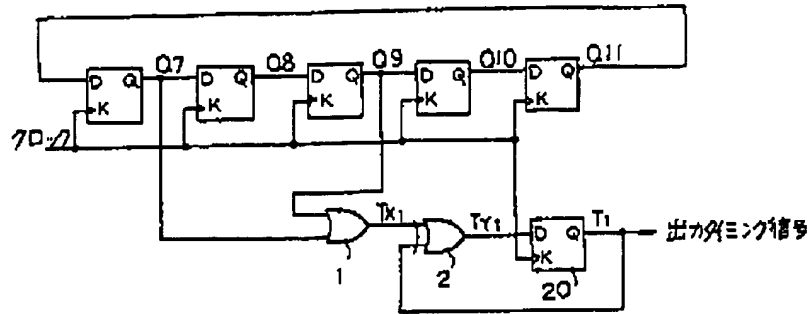 Q7 Q8 Q9 Q10 Q11
D Q D Q D Q D Q D Q
K K K K K
クロック
TX1 TY1 T1
D Q
K
出力タイミング信号
1 2 20